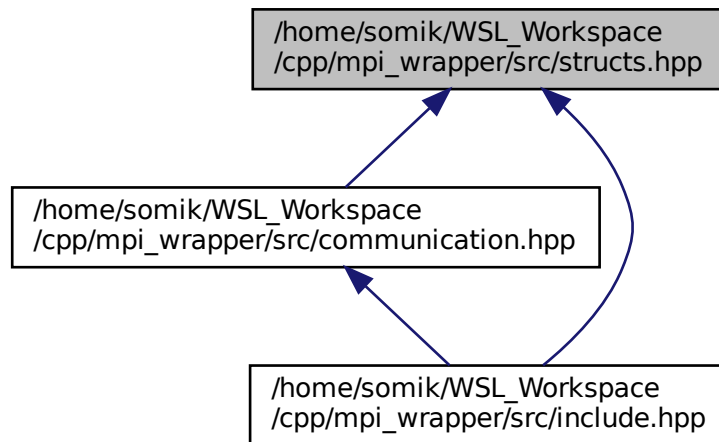 /home/somik/WSL_Workspace
/cpp/mpi_wrapper/src/structs.hpp
/home/somik/WSL_Workspace
/cpp/mpi_wrapper/src/communication.hpp
/home/somik/WSL_Workspace
/cpp/mpi_wrapper/src/include.hpp